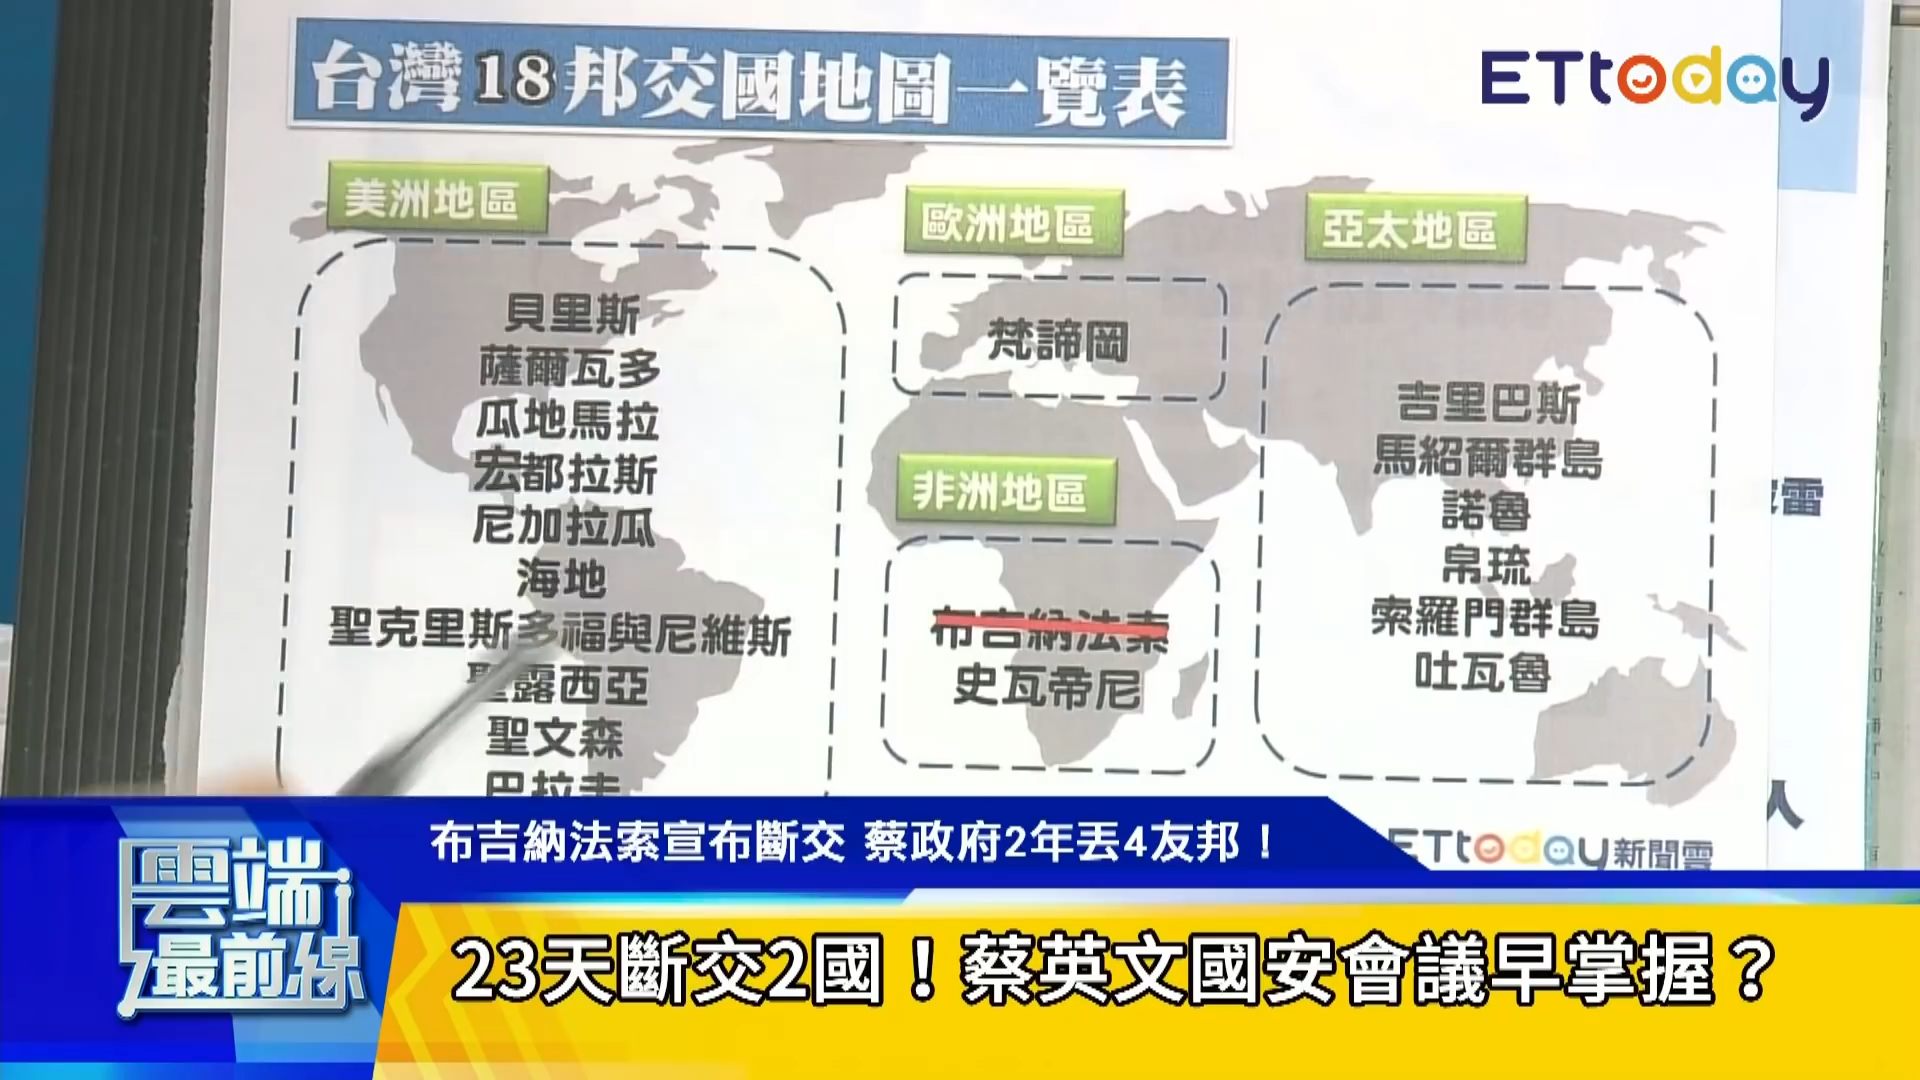 台灣18邦交國地圖一覽表
ETtoday
美洲地區
貝里斯
薩爾瓦多
瓜地馬拉
宏都拉斯
尼加拉瓜
海地
聖克里斯多福與尼維斯
聖露西亞
聖文森
巴拉圭
歐洲地區
梵諦岡
非洲地區
布吉納法索
史瓦帝尼
亞太地區
吉里巴斯
馬紹爾群島
諾魯
帛琉
索羅門群島
吐瓦魯
雷
人
ETtoday新聞雲
布吉納法索宣布斷交 蔡政府2年丟4友邦！
雲端最前線
23天斷交2國！蔡英文國安會議早掌握？